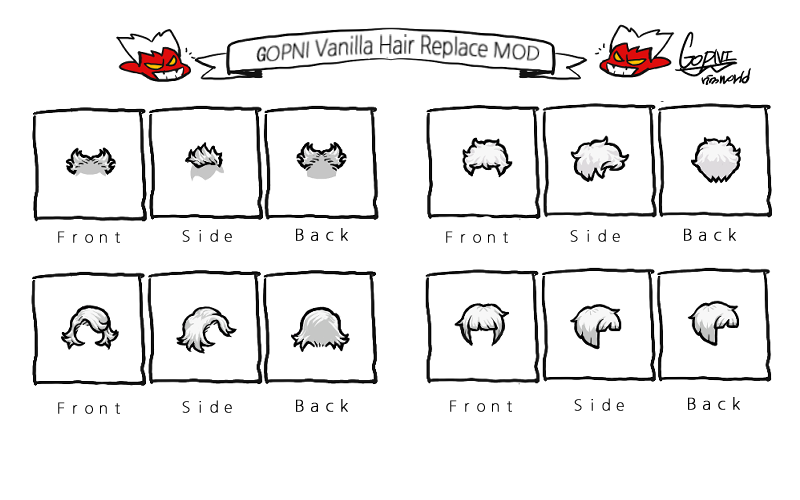 GOPNI Vanilla Hair Replace MOD
GOPNI
Front Side Back Front Side Back
Front Side Back Front Side Back